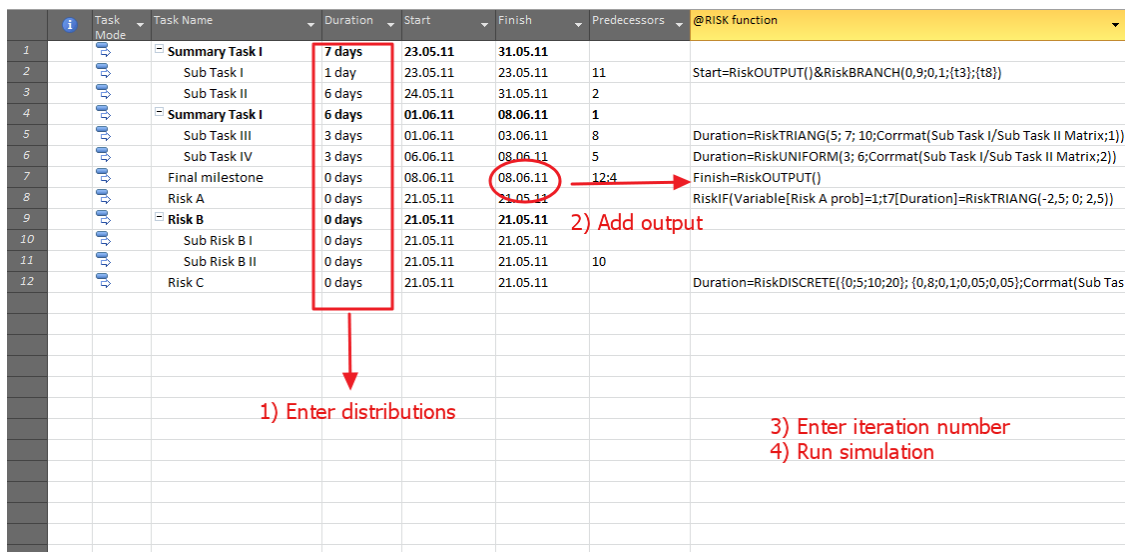 Task Mode Task Name Duration Start Finish Predecessors @RISK function
1 Summary Task I 7 days 23.05.11 31.05.11
2 Sub Task I 1 day 23.05.11 23.05.11 11 Start=RiskOUTPUT()&RiskBRANCH(0,9;0,1;{t3};{t8})
3 Sub Task II 6 days 24.05.11 31.05.11 2
4 Summary Task I 6 days 01.06.11 08.06.11 1
5 Sub Task III 3 days 01.06.11 03.06.11 8 Duration=RiskTRIANG(5; 7; 10;Corrmat(Sub Task I/Sub Task II Matrix;1))
6 Sub Task IV 3 days 06.06.11 08.06.11 5 Duration=RiskUNIFORM(3; 6;Corrmat(Sub Task I/Sub Task II Matrix;2))
7 Final milestone 0 days 08.06.11 08.06.11 12;4 Finish=RiskOUTPUT()
8 Risk A 0 days 21.05.11 21.05.11 RiskIF(Variable[Risk A prob]=1;t7[Duration]=RiskTRIANG(-2,5; 0; 2,5))
9 Risk B 0 days 21.05.11 21.05.11
2) Add output
10 Sub Risk B I 0 days 21.05.11 21.05.11
11 Sub Risk B II 0 days 21.05.11 21.05.11 10
12 Risk C 0 days 21.05.11 21.05.11 Duration=RiskDISCRETE({0;5;10;20}; {0,8;0,1;0,05;0,05};Corrmat(Sub Tas
1) Enter distributions
3) Enter iteration number
4) Run simulation